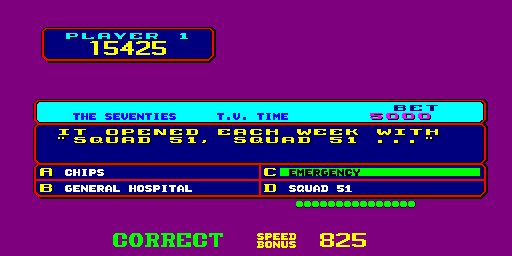 PLAYER 1
15425
BET
THE SEVENTIES T.V. TIME 5000
IT OPENED EACH WEEK WITH
"SQUAD 51, SQUAD 51 ..."
A CHIPS
C EMERGENCY
B GENERAL HOSPITAL
D SQUAD 51
CORRECT SPEED BONUS 825